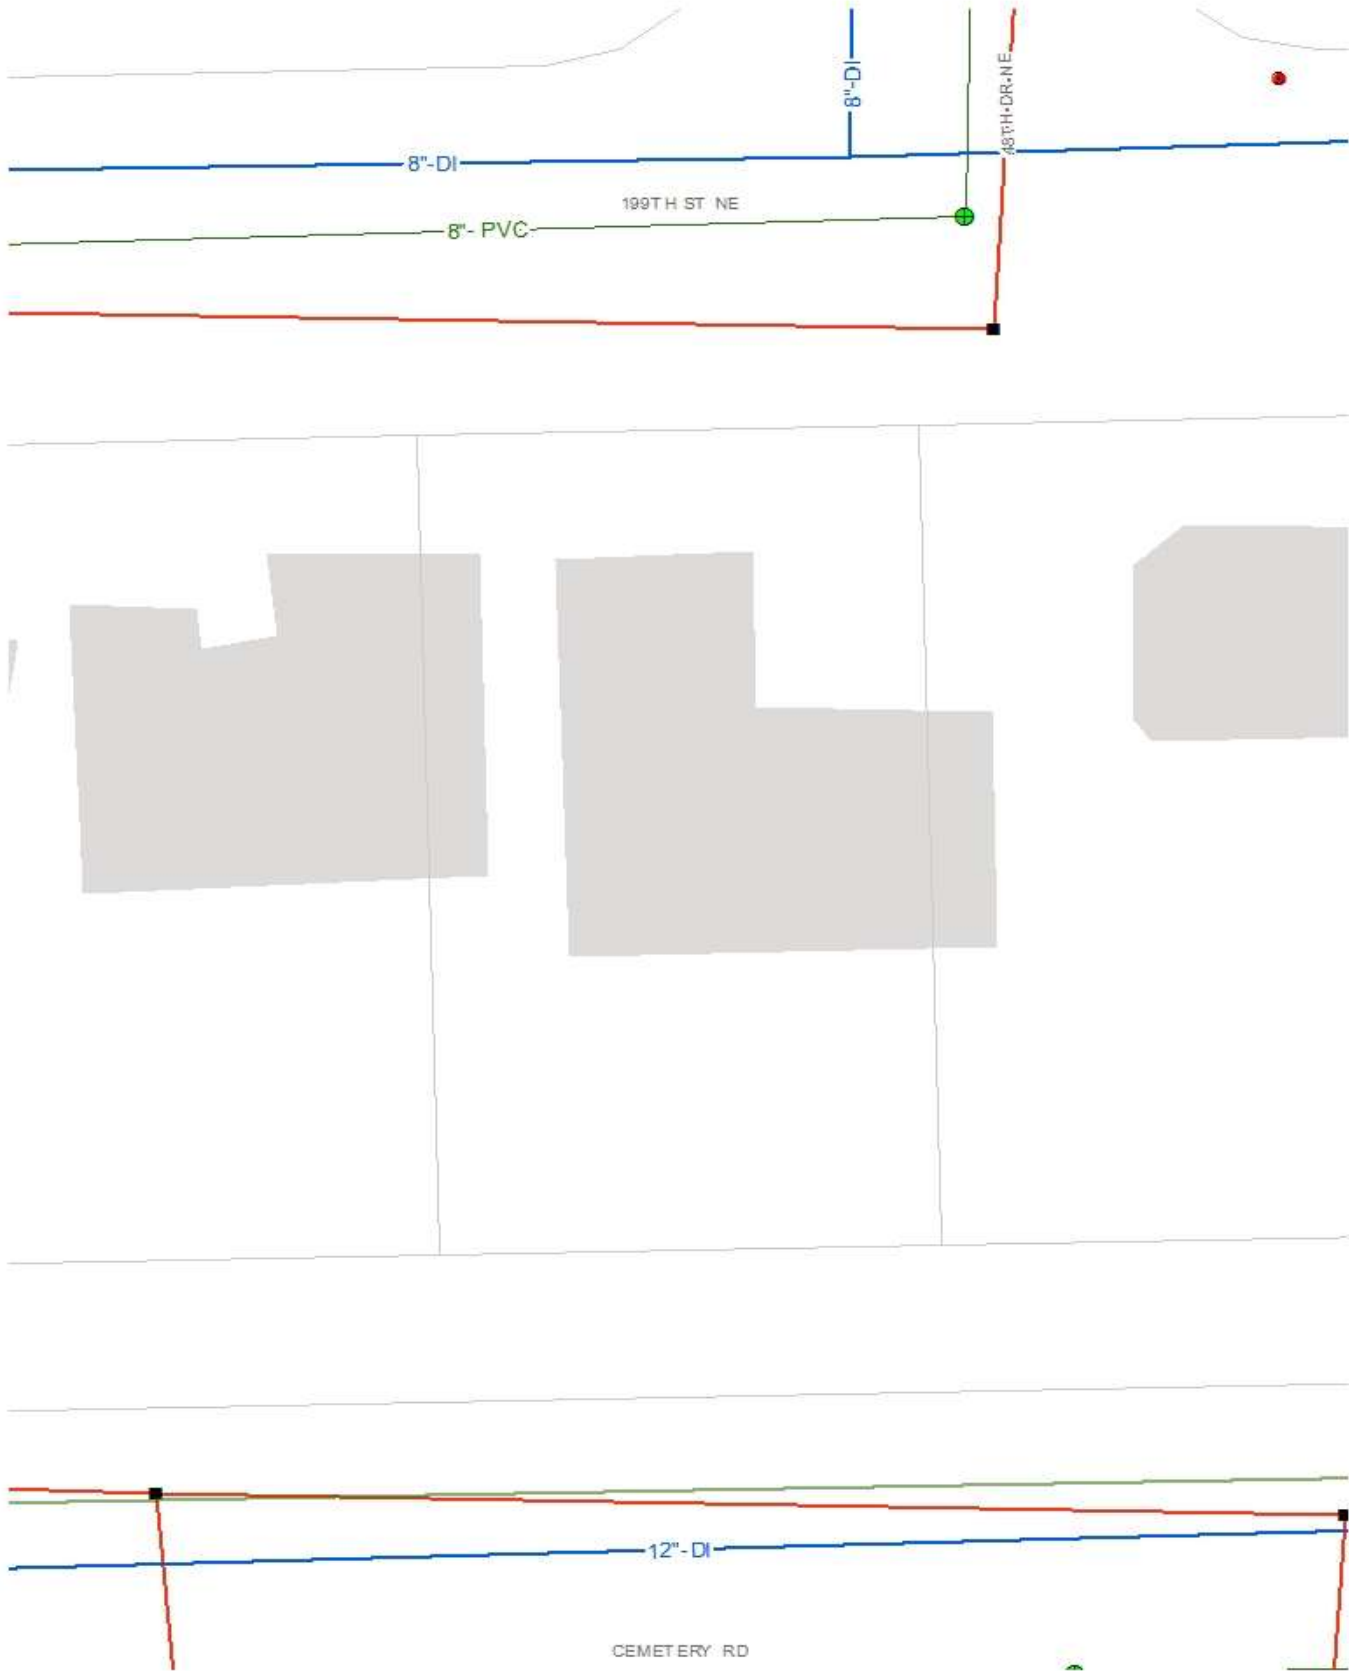 8"-DI
48TH DR NE
8"-DI
199TH ST NE
8"- PVC
12"- DI
CEMETERY RD